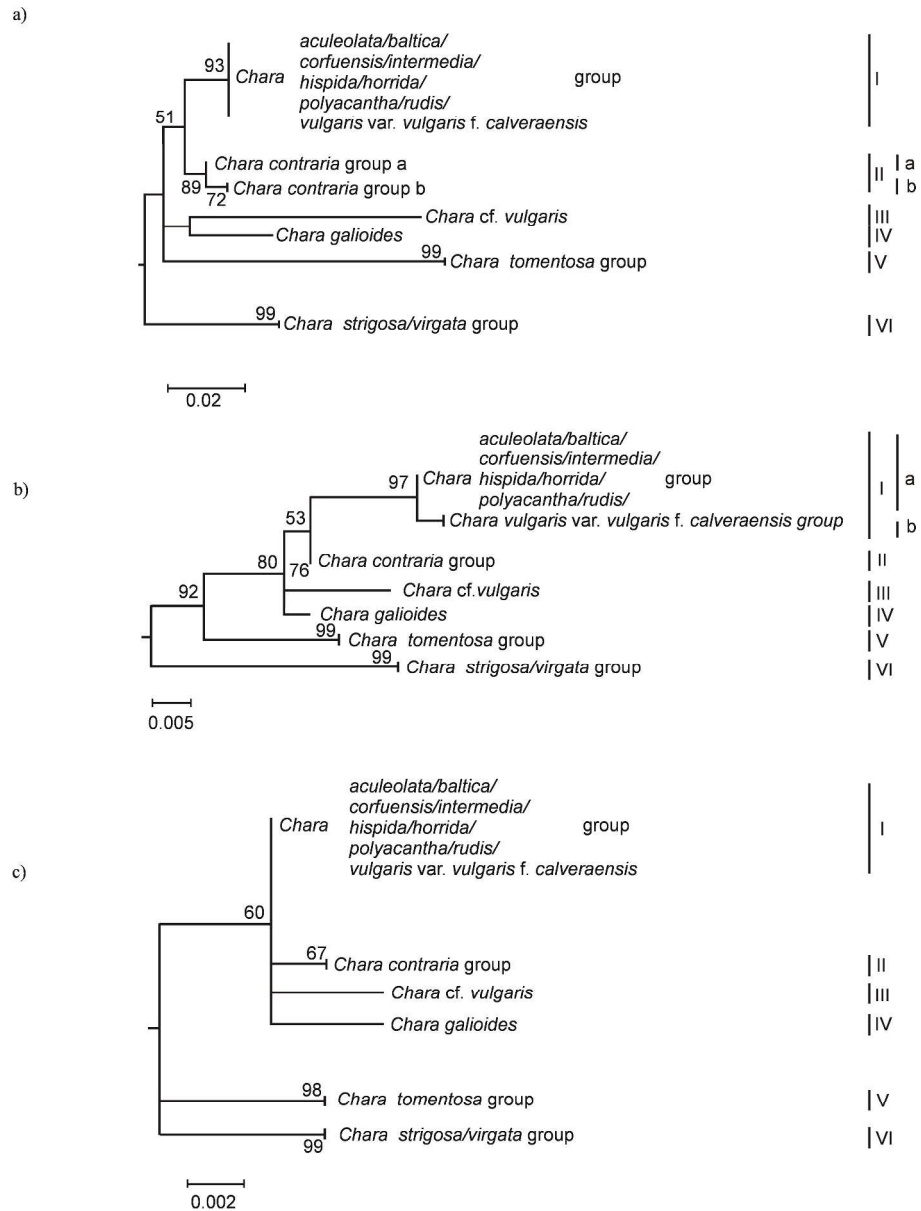 a)
aculeolata/baltica/
corfuensis/intermedia/
93 Chara hispida/horrida/ group I
polyacantha/rudis/
vulgaris var. vulgaris f. calveraensis
51
Chara contraria group a II a
89 Chara contraria group b b
72
Chara cf. vulgaris III
Chara galioides IV
99 Chara tomentosa group V
99 Chara strigosa/virgata group VI
0.02
b)
aculeolata/baltica/
corfuensis/intermedia/
97 Chara hispida/horrida/ group I a
polyacantha/rudis/
Chara vulgaris var. vulgaris f. calveraensis group b
53
80 76 Chara contraria group II
92 Chara cf.vulgaris III
Chara galioides IV
99 Chara tomentosa group V
99 Chara strigosa/virgata group VI
0.005
c)
aculeolata/baltica/
corfuensis/intermedia/
Chara hispida/horrida/ group I
polyacantha/rudis/
vulgaris var. vulgaris f. calveraensis
60
67 Chara contraria group II
Chara cf. vulgaris III
Chara galioides IV
98 Chara tomentosa group V
99 Chara strigosa/virgata group VI
0.002